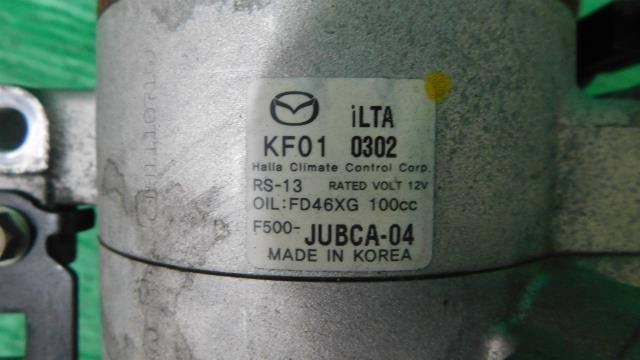 iLTA
KF01 0302
Halla Climate Control Corp.
RS-13 RATED VOLT 12V
OIL:FD46XG 100cc
F500-JUBCA-04
MADE IN KOREA